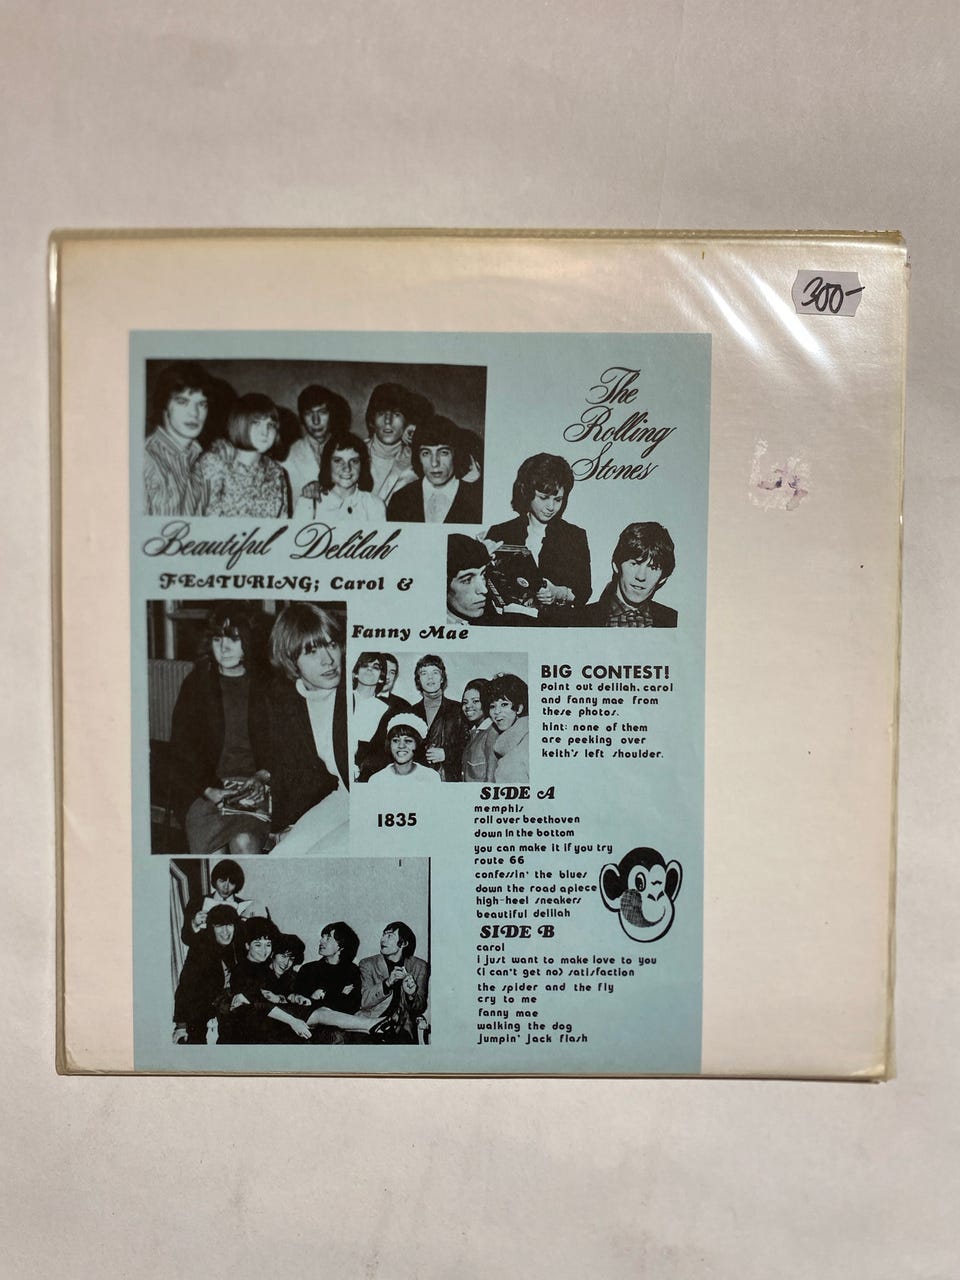 300-
The
Rolling
Stones
Beautiful Delilah
FEATURING; Carol &
Fanny Mae
BIG CONTEST!
point out delilah, carol
and fanny mae from
these photos.
hint: none of them
are peeking over
keith's left shoulder.
1835
SIDE A
memphis
roll over beethoven
down in the bottom
you can make it if you try
route 66
confessin' the blues
down the road apiece
high-heel sneakers
beautiful delilah
SIDE B
carol
i just want to make love to you
(i can't get no) satisfaction
the spider and the fly
cry to me
fanny mae
walking the dog
jumpin' jack flash